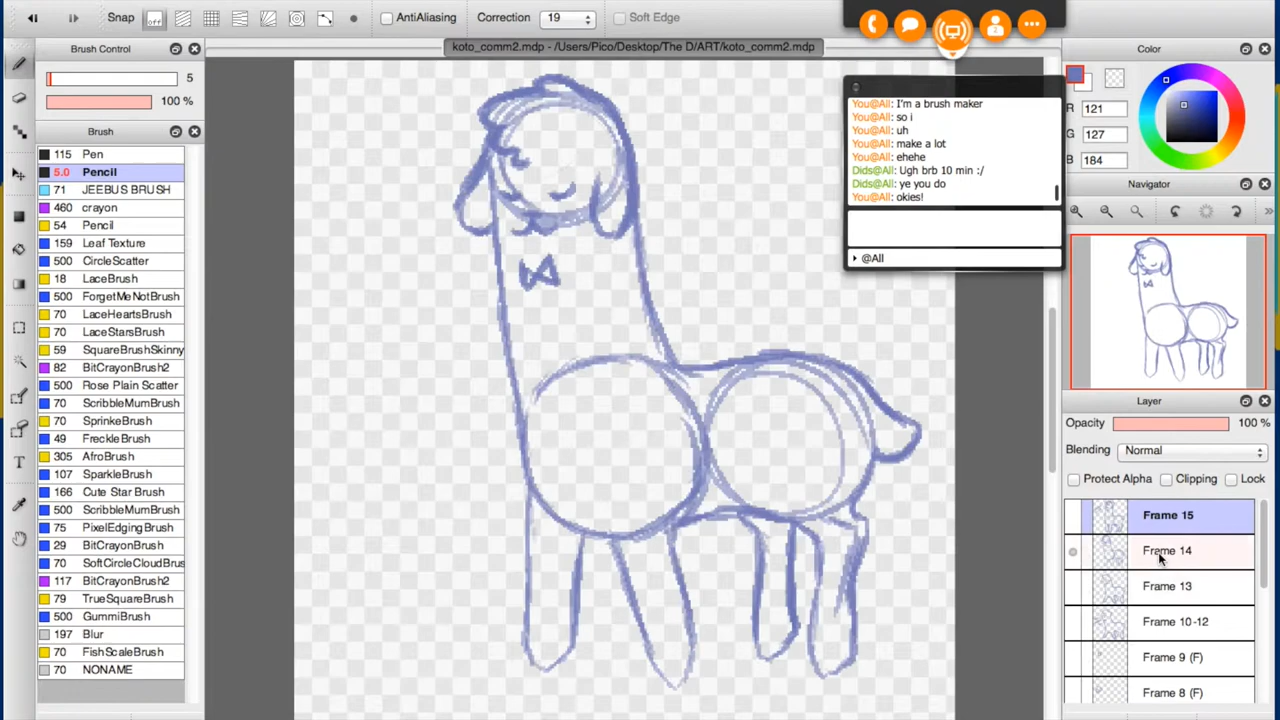 Snap
off
AntiAliasing
Correction
19
Soft Edge
koto_comm2.mdp - /Users/Pico/Desktop/The D/ART/koto_comm2.mdp
Brush Control
5
100 %
Brush
115 Pen
5.0 Pencil
71 JEEBUS BRUSH
460 crayon
54 Pencil
159 Leaf Texture
500 CircleScatter
18 LaceBrush
500 ForgetMeNotBrush
70 LaceHeartsBrush
70 LaceStarsBrush
59 SquareBrushSkinny
82 BitCrayonBrush2
500 Rose Plain Scatter
70 ScribbleMumBrush
70 SprinkeBrush
49 FreckleBrush
305 AfroBrush
107 SparkleBrush
166 Cute Star Brush
500 ScribbleMumBrush
75 PixelEdgingBrush
29 BitCrayonBrush
70 SoftCircleCloudBrus
117 BitCrayonBrush2
79 TrueSquareBrush
500 GummiBrush
197 Blur
70 FishScaleBrush
70 NONAME
2
You@All: I'm a brush maker
You@All: so i
You@All: uh
You@All: make a lot
You@All: ehehe
Dids@All: Ugh brb 10 min :/
Dids@All: ye you do
You@All: okies!
@All
Color
R 121
G 127
B 184
Navigator
Layer
Opacity 100 %
Blending Normal
Protect Alpha Clipping Lock
Frame 15
Frame 14
Frame 13
Frame 10-12
Frame 9 (F)
Frame 8 (F)